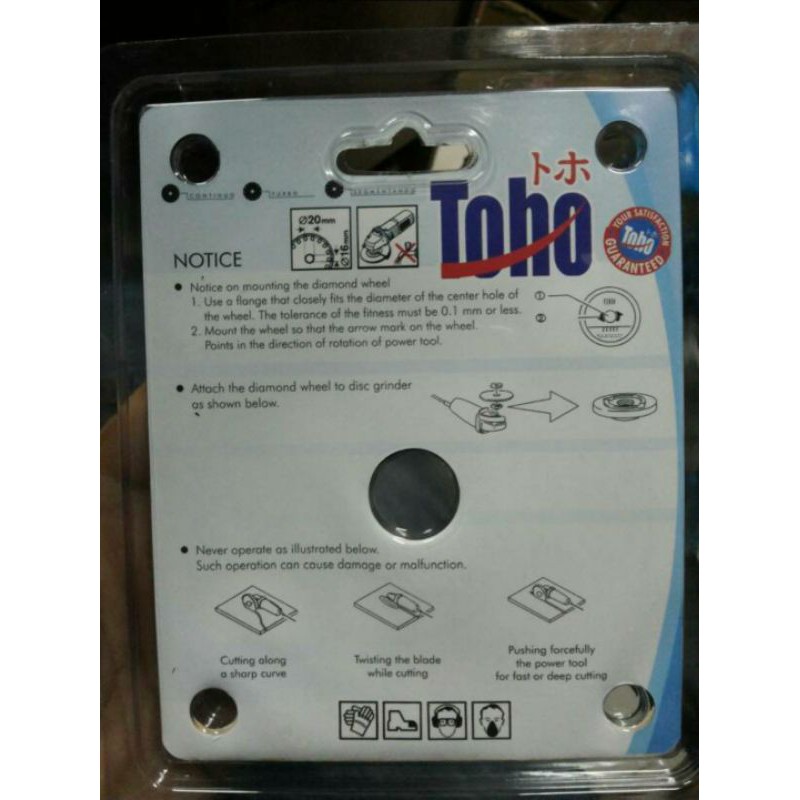 トホ
Toho
YOUR SATISFACTION
Toho
GUARANTEED
Ø20mm
Ø16mm
NOTICE
● Notice on mounting the diamond wheel
1. Use a flange that closely fits the diameter of the center hole of
the wheel. The tolerance of the fitness must be 0.1 mm or less.
2. Mount the wheel so that the arrow mark on the wheel.
Points in the direction of rotation of power tool.
①
②
● Attach the diamond wheel to disc grinder
as shown below.
● Never operate as illustrated below.
Such operation can cause damage or malfunction.
Cutting along
a sharp curve
Twisting the blade
while cutting
Pushing forcefully
the power tool
for fast or deep cutting